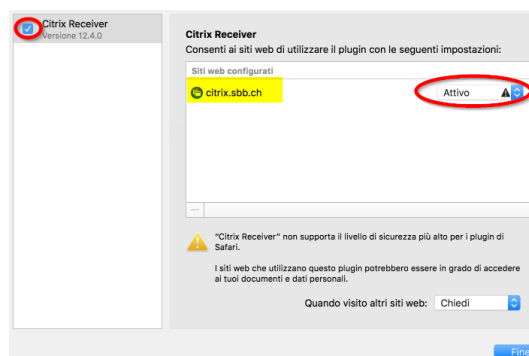 Citrix Receiver
Versione 12.4.0
Citrix Receiver
Consenti ai siti web di utilizzare il plugin con le seguenti impostazioni:
Siti web configurati
citrix.sbb.ch
Attivo
"Citrix Receiver" non supporta il livello di sicurezza più alto per i plugin di
Safari.
I siti web che utilizzano questo plugin potrebbero essere in grado di accedere
ai tuoi documenti e dati personali.
Quando visito altri siti web: Chiedi
Fine